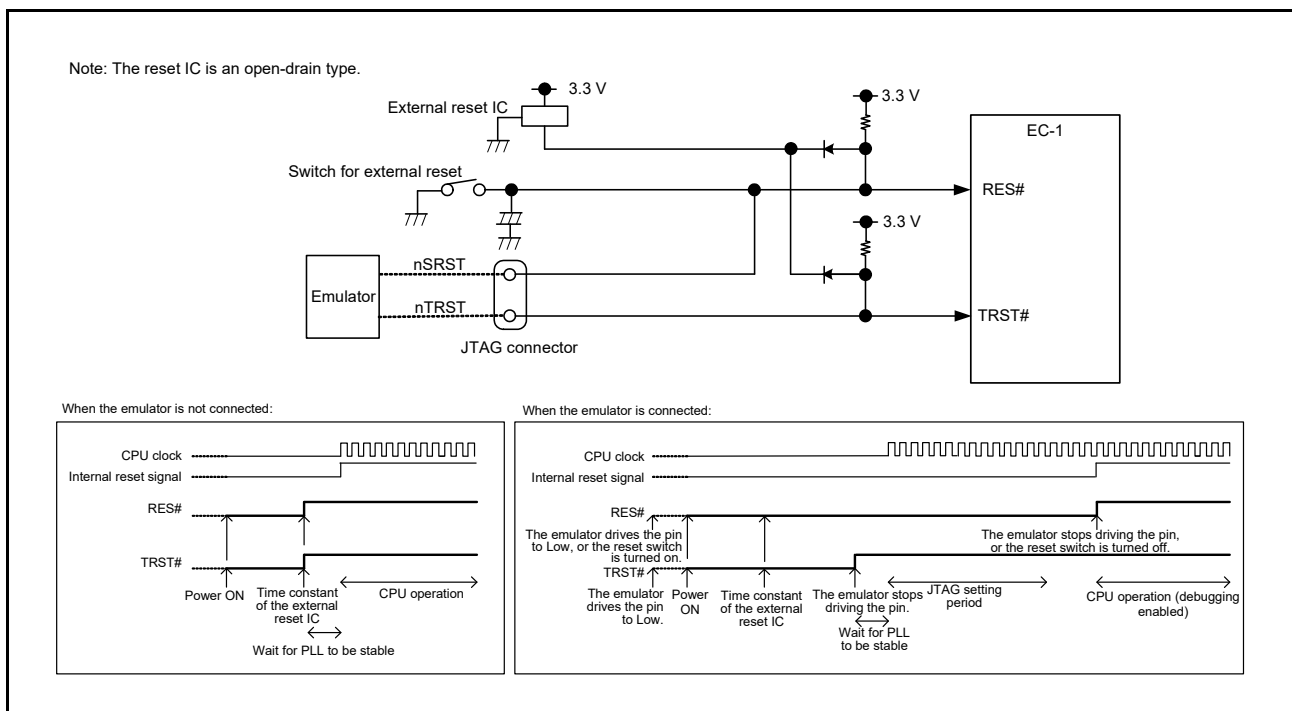 Note: The reset IC is an open-drain type.
3.3 V
External reset IC
3.3 V
EC-1
Switch for external reset
RES#
3.3 V
nSRST
Emulator
nTRST
TRST#
JTAG connector
When the emulator is not connected:
CPU clock
Internal reset signal
RES#
TRST#
Power ON
Time constant
of the external
reset IC
CPU operation
Wait for PLL to be stable
When the emulator is connected:
CPU clock
Internal reset signal
RES#
The emulator drives the pin
to Low, or the reset switch
is turned on.
The emulator stops driving the pin,
or the reset switch is turned off.
TRST#
The emulator
drives the pin
to Low.
Power
ON
Time constant
of the external
reset IC
The emulator stops
driving the pin.
Wait for PLL
to be stable
JTAG setting
period
CPU operation (debugging
enabled)